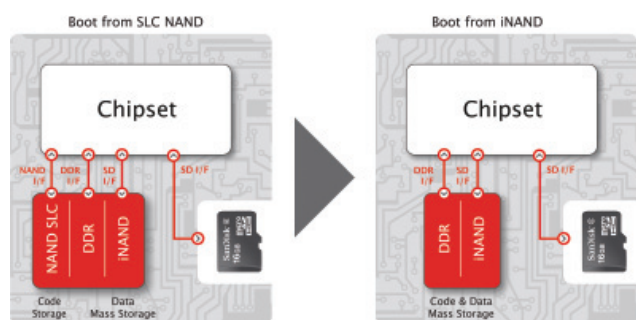 Boot from SLC NAND
Chipset
NAND I/F
DDR I/F
SD I/F
SD I/F
NAND SLC
DDR
iNAND
SanDisk
16GB
Code Storage
Data Mass Storage
Boot from iNAND
Chipset
DDR I/F
SD I/F
SD I/F
DDR
iNAND
SanDisk
16GB
Code & Data
Mass Storage